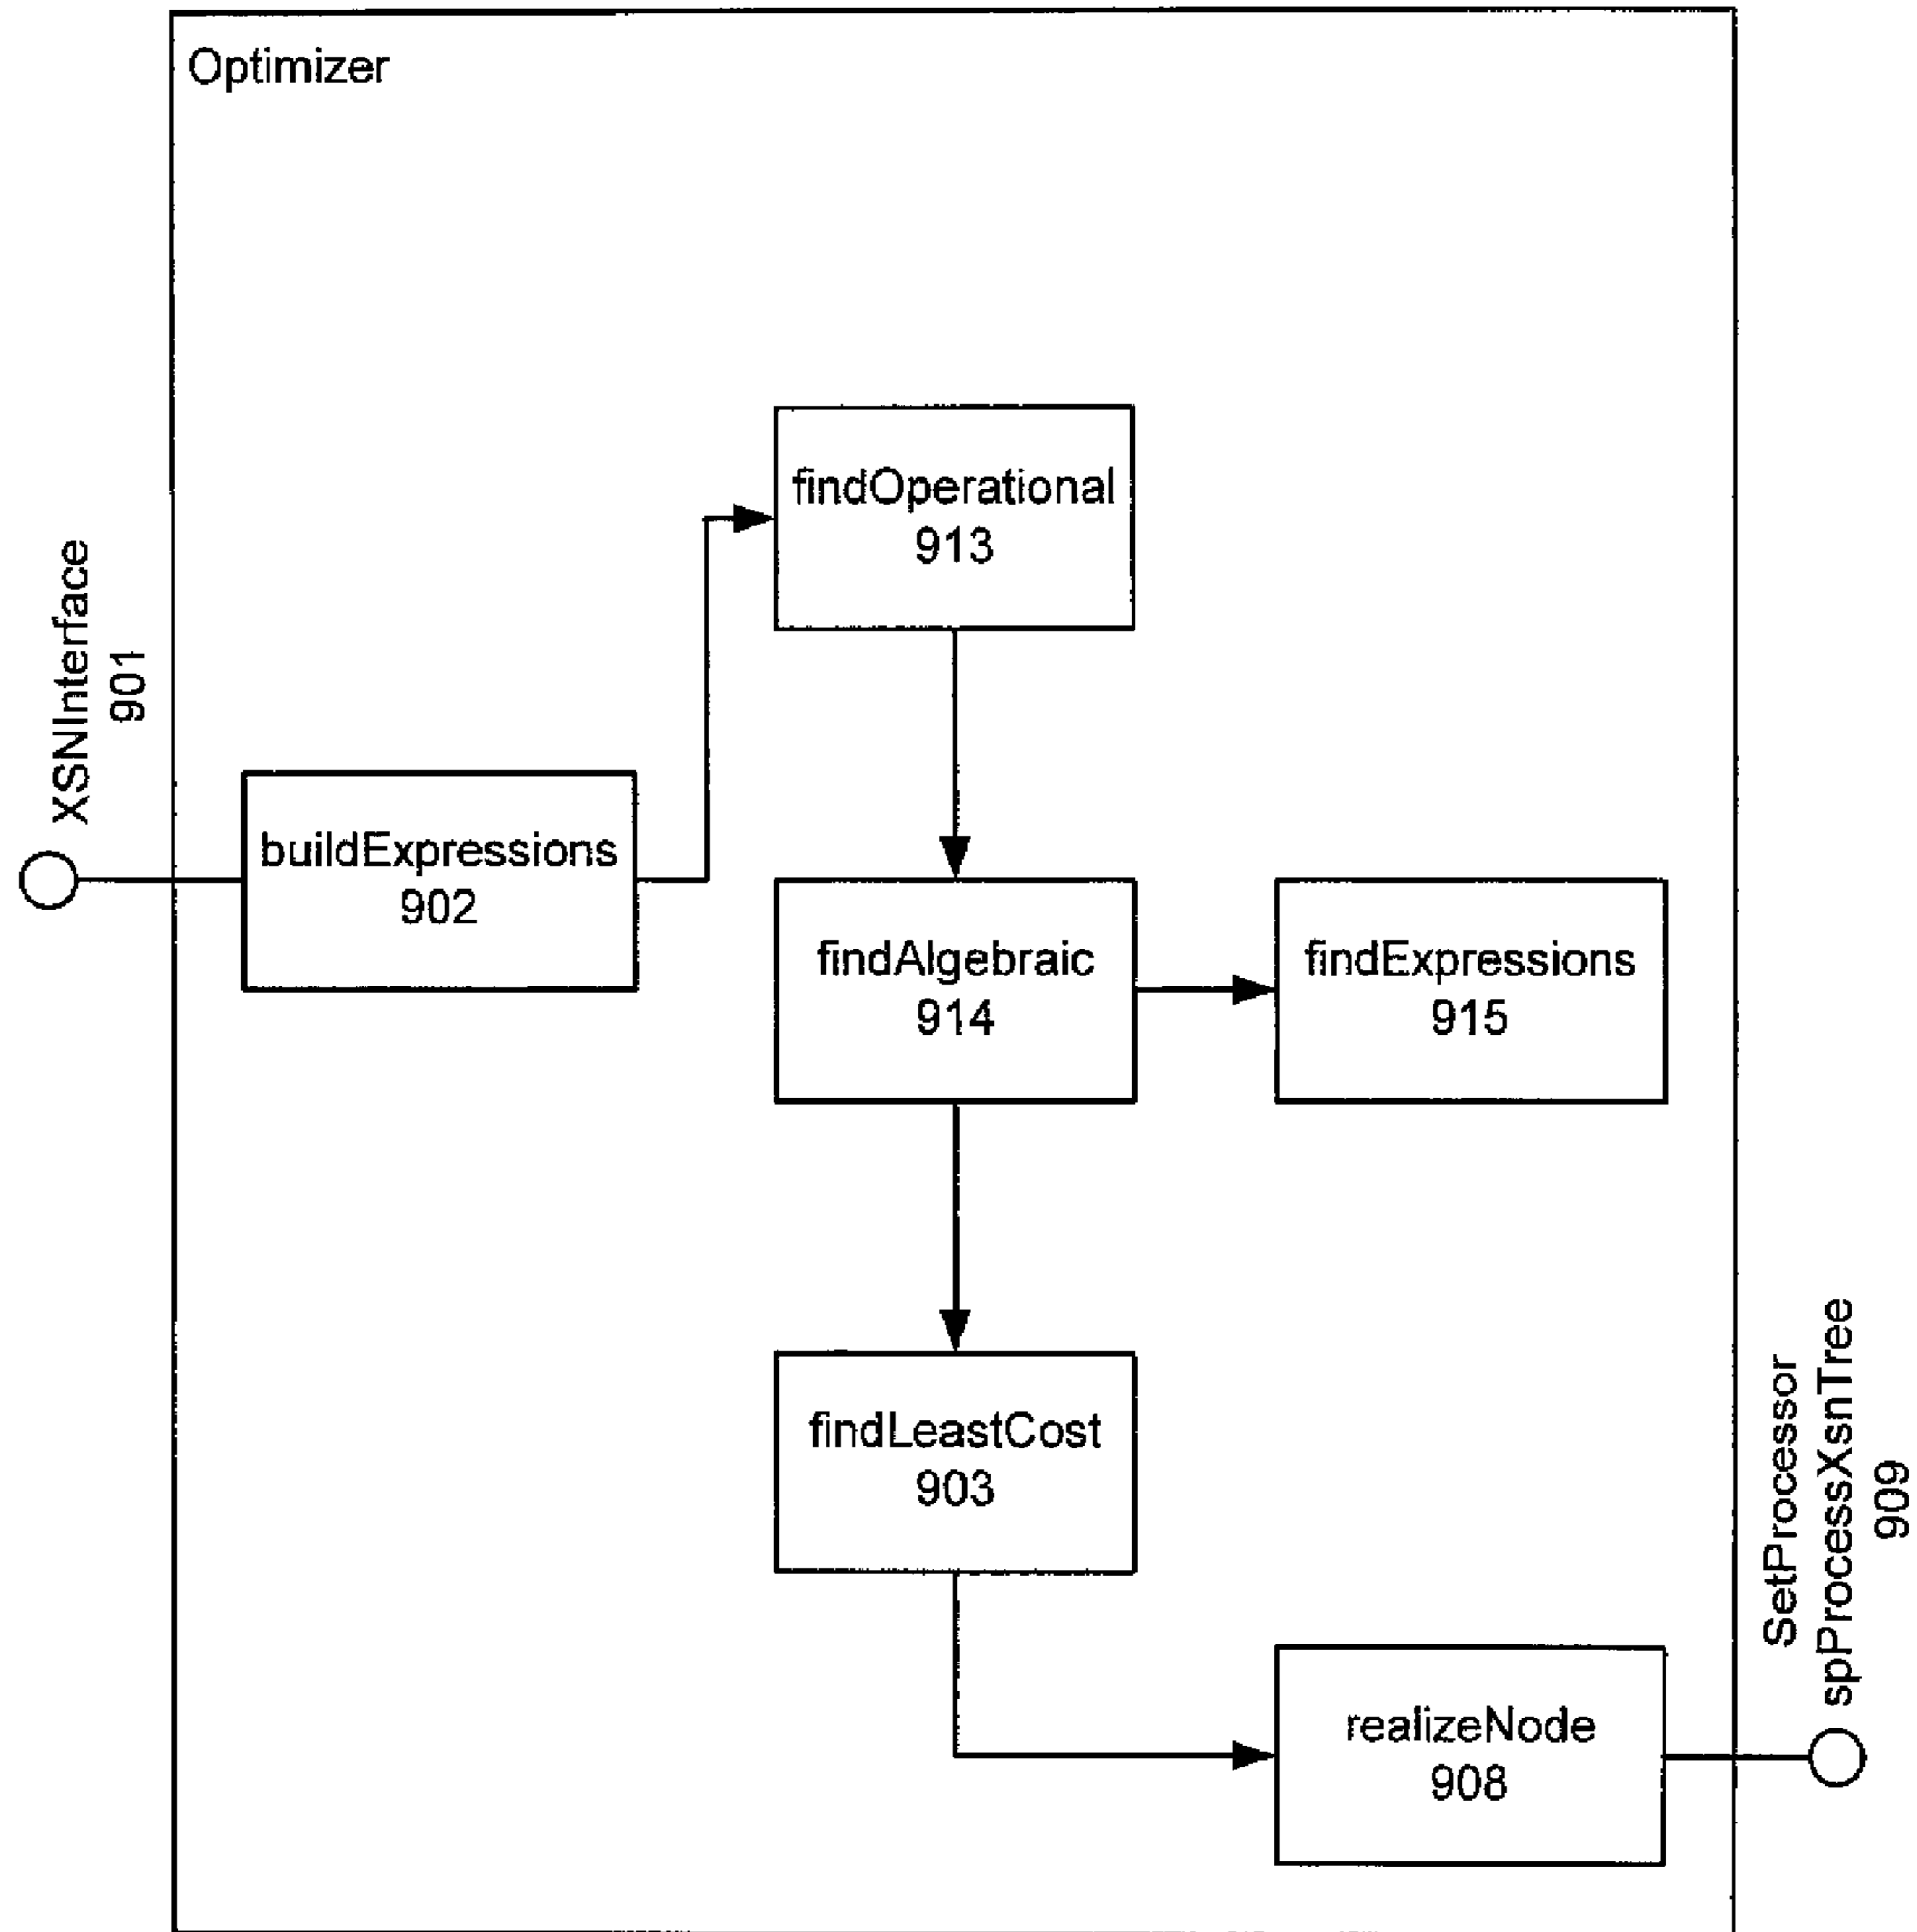 Optimizer
XSNInterface
901
buildExpressions
902
findOperational
913
findAlgebraic
914
findExpressions
915
findLeastCost
903
realizeNode
908
SetProcessor
spProcessXsnTree
909